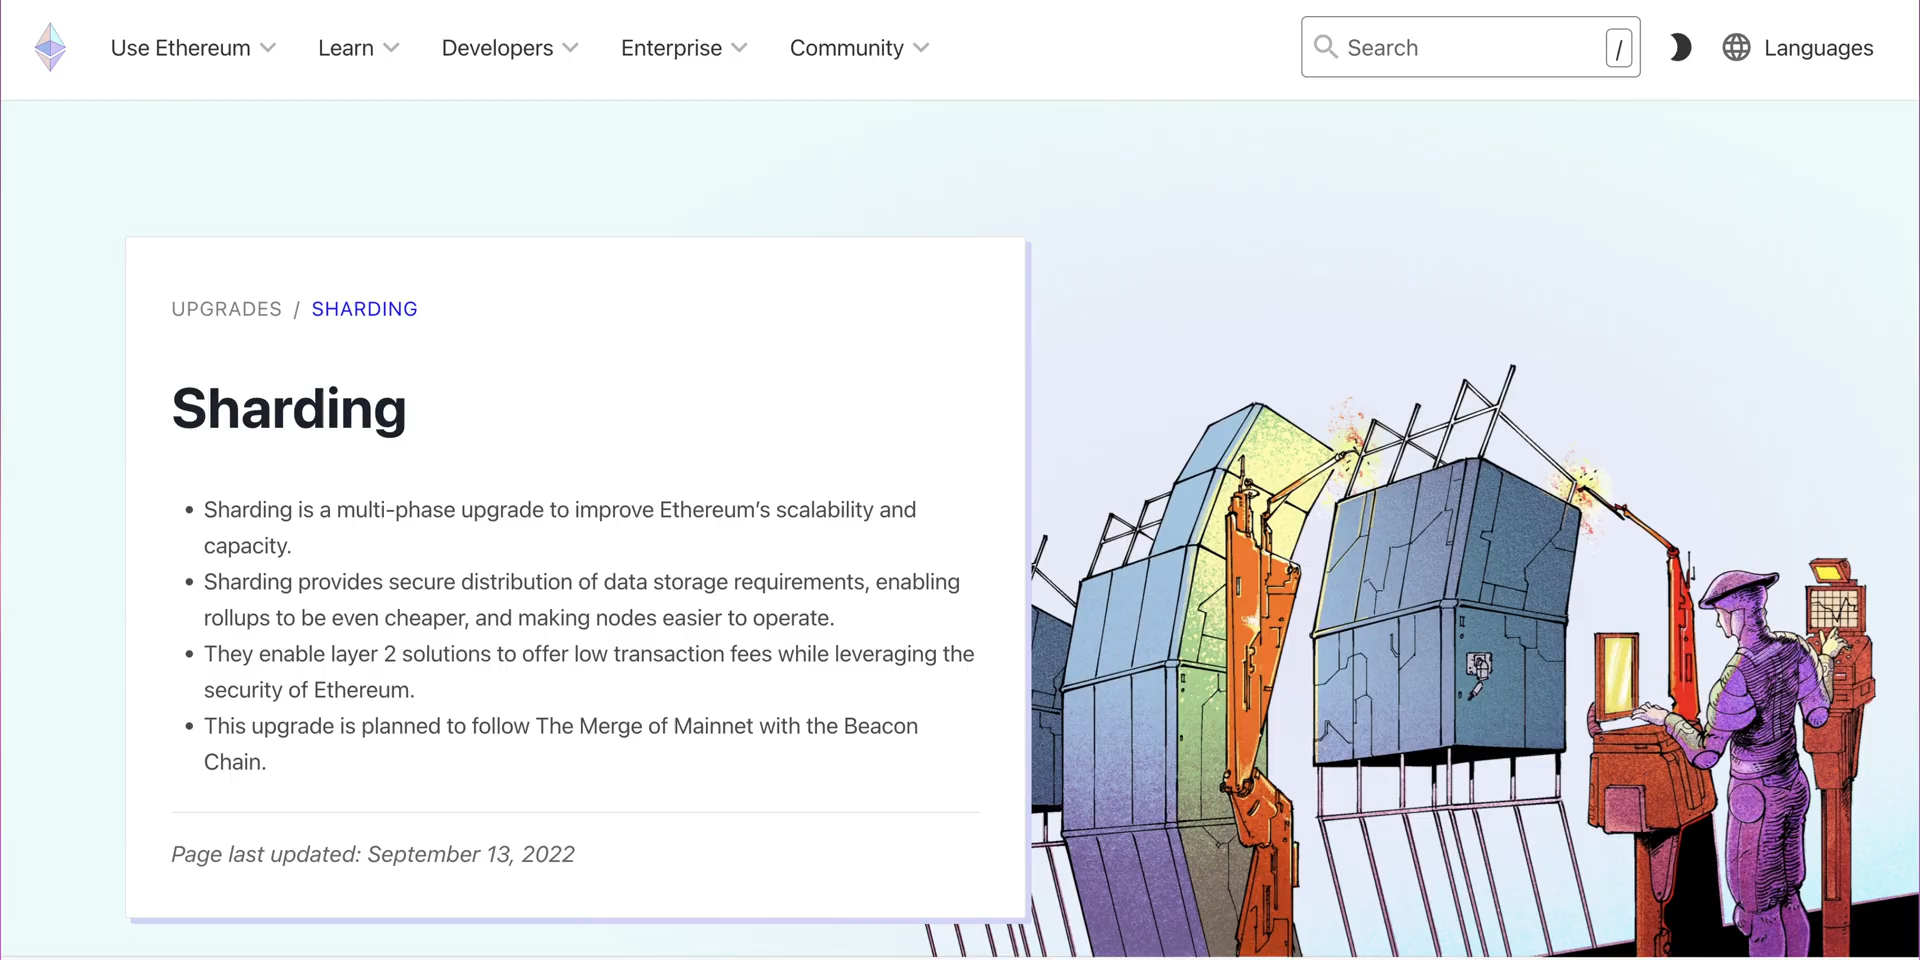 Use Ethereum Learn Developers Enterprise Community Search / Languages
UPGRADES / SHARDING
Sharding
• Sharding is a multi-phase upgrade to improve Ethereum’s scalability and
capacity.
• Sharding provides secure distribution of data storage requirements, enabling
rollups to be even cheaper, and making nodes easier to operate.
• They enable layer 2 solutions to offer low transaction fees while leveraging the
security of Ethereum.
• This upgrade is planned to follow The Merge of Mainnet with the Beacon
Chain.
Page last updated: September 13, 2022